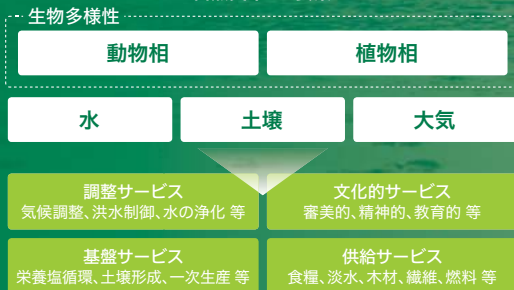 生物多様性
動物相
植物相
水
土壌
大気
調整サービス
気候調整、洪水制御、水の浄化 等
文化的サービス
審美的、精神的、教育的 等
基盤サービス
栄養塩循環、土壌形成、一次生産 等
供給サービス
食糧、淡水、木材、繊維、燃料 等